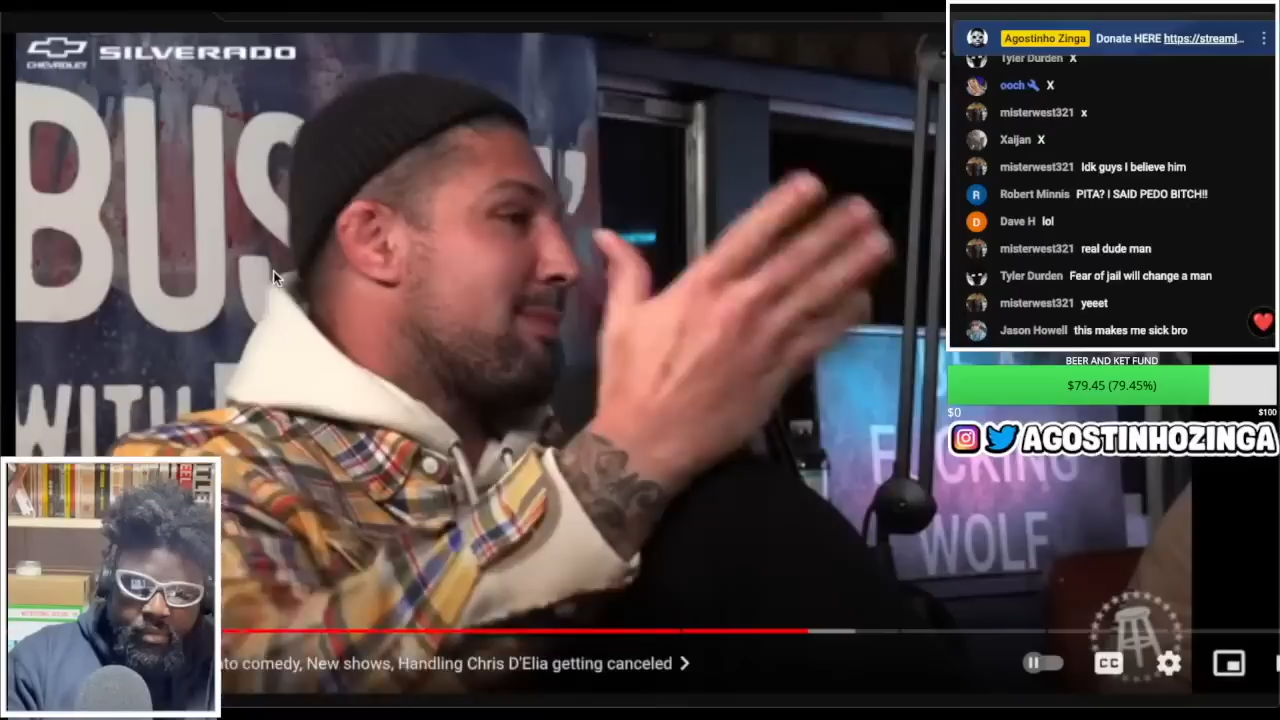 CHEVROLET SILVERADO
BUS
WITH
F CKING
WOLF
nto comedy, New shows, Handling Chris D'Elia getting canceled
CC
Agostinho Zinga Donate HERE https://streaml...
Tyler Durden X
ooch X
misterwest321 x
Xaijan X
misterwest321 Idk guys I believe him
R Robert Minnis PITA? I SAID PEDO BITCH!!
D Dave H lol
misterwest321 real dude man
Tyler Durden Fear of jail will change a man
misterwest321 yeeet
Jason Howell this makes me sick bro
BEER AND KET FUND
$79.45 (79.45%)
$0 $100
AGOSTINHOZINGA